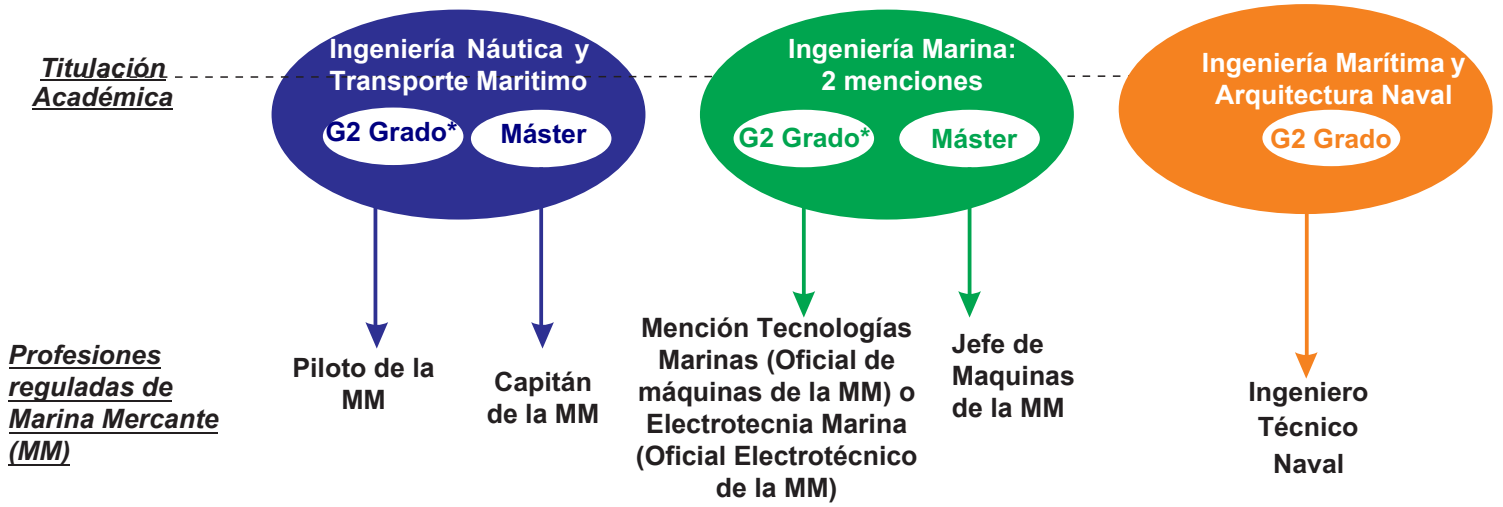 Titulación
Académica
Ingeniería Náutica y
Transporte Maritimo
G2 Grado*
Máster
Ingeniería Marina:
2 menciones
G2 Grado*
Máster
Ingeniería Marítima y
Arquitectura Naval
G2 Grado
Profesiones
reguladas de
Marina Mercante
(MM)
Piloto de la
MM
Capitán
de la MM
Mención Tecnologías
Marinas (Oficial de
máquinas de la MM) o
Electrotecnia Marina
(Oficial Electrotécnico
de la MM)
Jefe de
Maquinas
de la MM
Ingeniero
Técnico
Naval